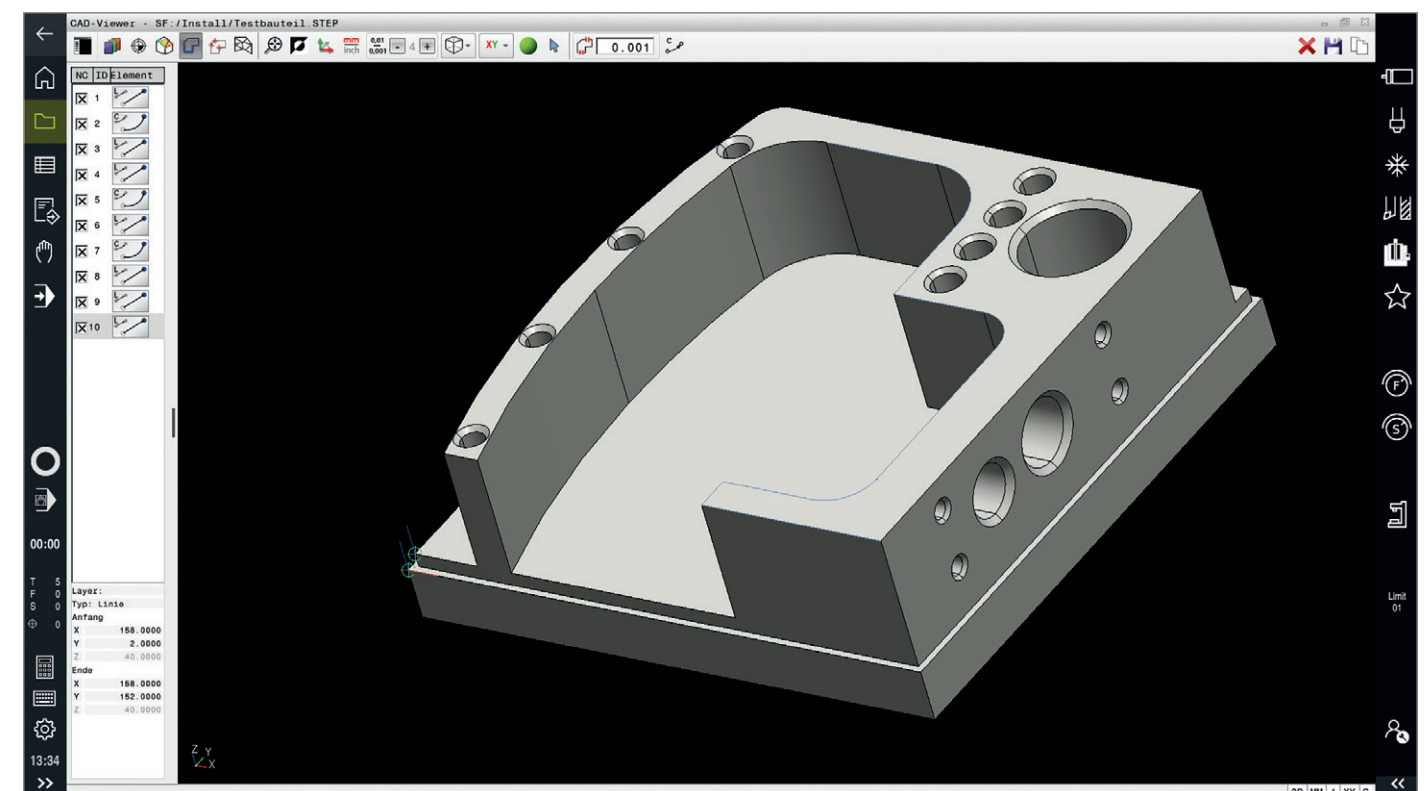 CAD-Viewer - SF:/Install/Testbauteil.STEP
mm
inch
0,01
0,001
4
XY
0.001
NC ID Element
1
2
3
4
5
6
7
8
9
10
F
S
00:00
T 5
F 0
S 0
0
Limit
01
Layer:
Typ: Linie
Anfang
X 158.0000
Y 2.0000
Z 40.0000
Ende
X 158.0000
Y 152.0000
Z 40.0000
13:34
Z Y
X